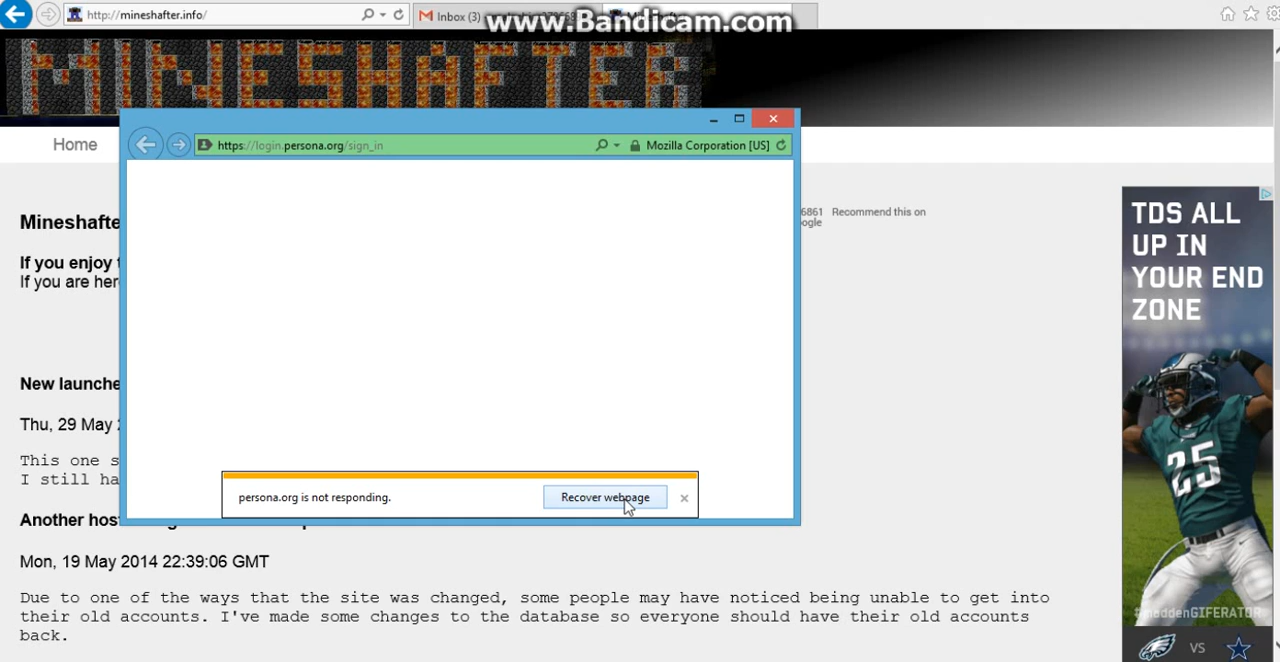 www.Bandicam.com
http://mineshafter.info/
Inbox (3)
MINESHAFTER
Home
https://login.persona.org/sign_in
Mozilla Corporation [US]
6861 Recommend this on
ogle
Mineshafte
If you enjoy t
If you are here
persona.org is not responding.
Recover webpage
New launche
Thu, 29 May 2
This one s
I still ha
Another hos
Mon, 19 May 2014 22:39:06 GMT
Due to one of the ways that the site was changed, some people may have noticed being unable to get into
their old accounts. I've made some changes to the database so everyone should have their old accounts
back.
TDS ALL
UP IN
YOUR END
ZONE
25
#maddenGIFERATOR
VS